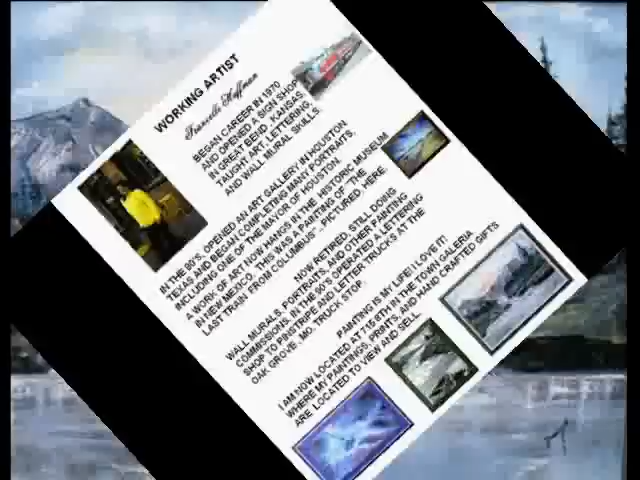 WORKING ARTIST
BEGAN CAREER IN 1970
AND OPENED A SIGN SHOP
IN GREAT BEND, KANSAS.
TAUGHT ART, LETTERING,
AND WALL MURAL SKILLS.
IN THE 80'S, OPENED AN ART GALLERY IN HOUSTON
TEXAS AND BEGAN COMPLETING MANY PORTRAITS,
INCLUDING ONE OF THE MAYOR OF HOUSTON.
A WORK OF ART NOW HANGS IN THE HISTORIC MUSEUM
IN NEW MEXICO. THIS WAS A PAINTING OF "THE
LAST TRAIN FROM COLUMBUS", PICTURED, HERE.
NOW RETIRED, STILL DOING
WALL MURALS, PORTRAITS, AND OTHER PAINTING
COMMISSIONS. IN THE 90'S OPERATED A LETTERING
SHOP TO PINSTRIPE AND LETTER TRUCKS AT THE
OAK GROVE, MO. TRUCK STOP.
PAINTING IS MY LIFE! I LOVE IT!
I AM NOW LOCATED AT 115 8TH IN THE TOWN GALERIA
WHERE MY PAINTINGS, PRINTS, AND HAND CRAFTED GIFTS
ARE LOCATED TO VIEW AND SELL.